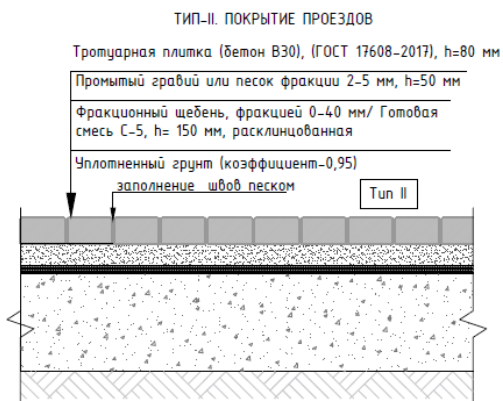 ТИП-II. ПОКРЫТИЕ ПРОЕЗДОВ
Тротуарная плитка (бетон В30), (ГОСТ 17608-2017), h=80 мм
Промытый гравий или песок фракции 2-5 мм, h=50 мм
Фракционный щебень, фракцией 0-40 мм/ Готовая
смесь С-5, h= 150 мм, расклинцованная
Уплотненный грунт (коэффициент-0,95)
заполнение швов песком
Тип II